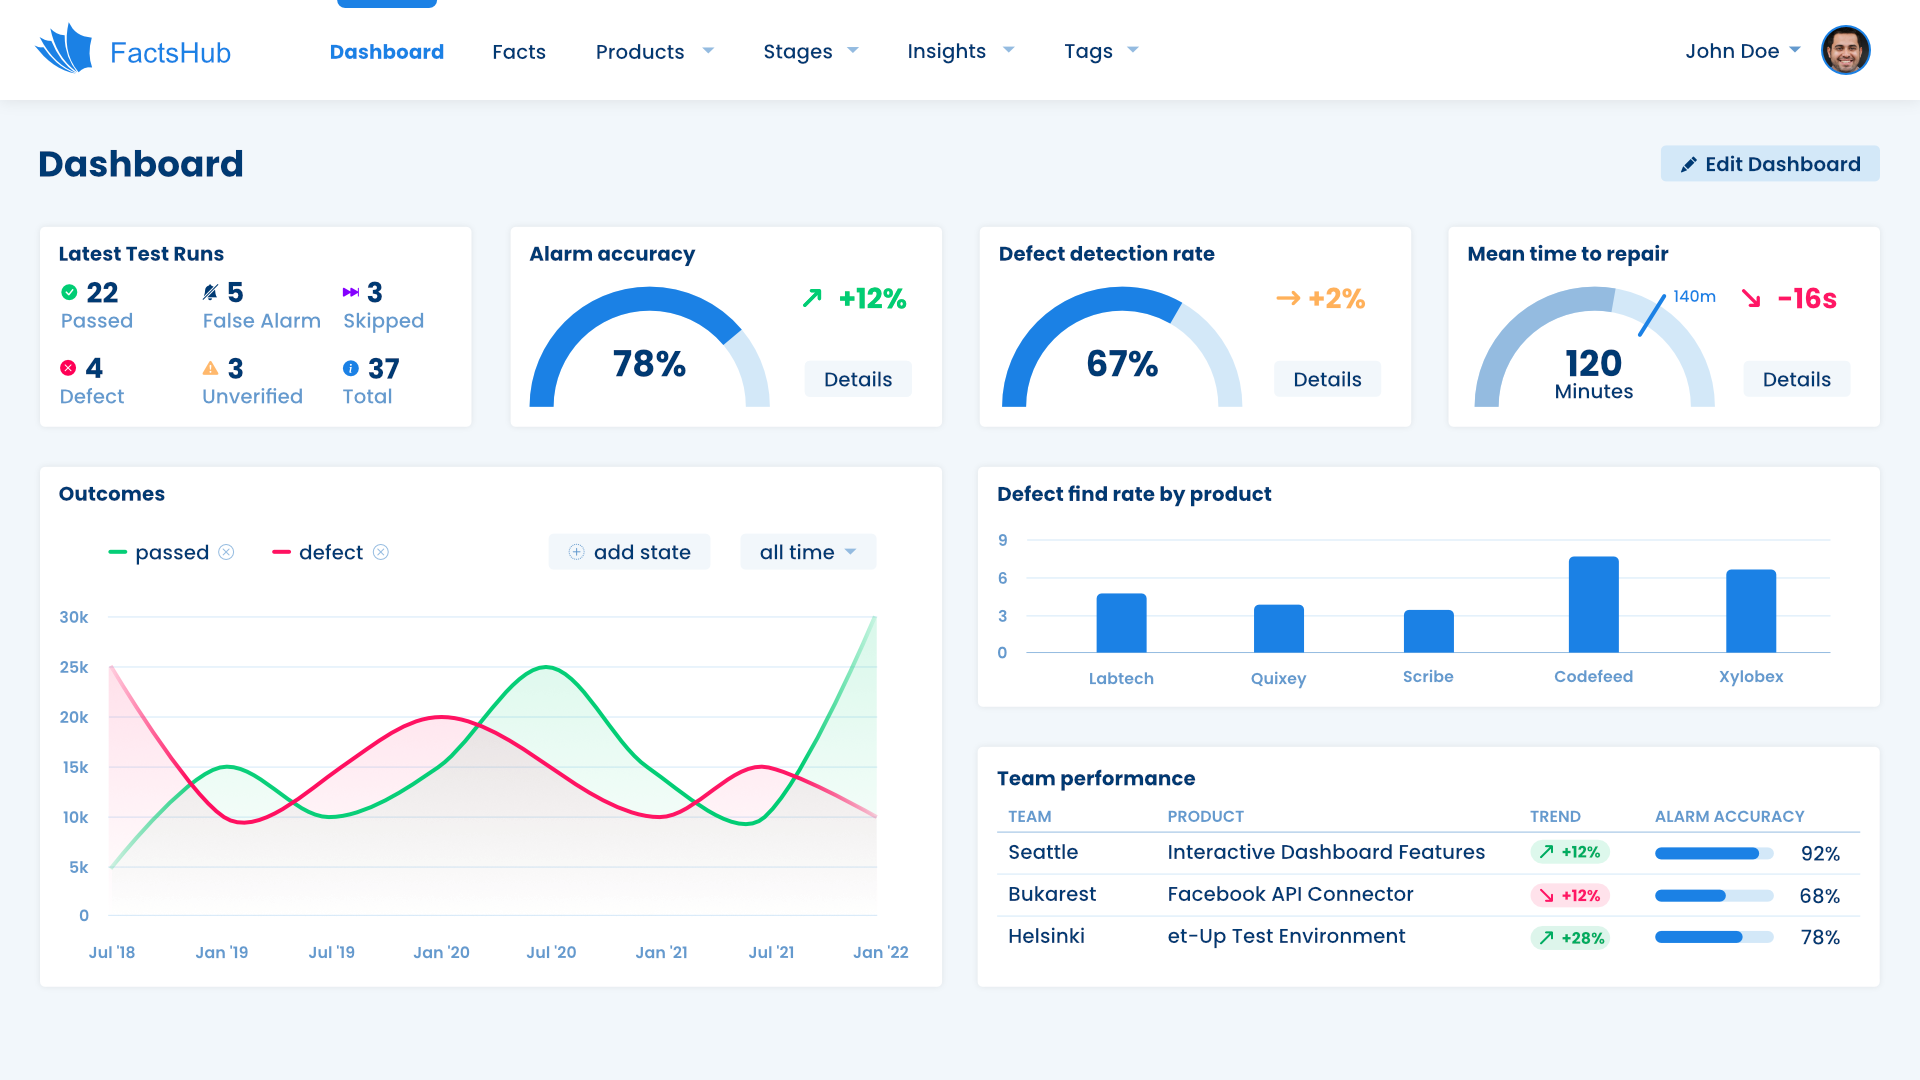 FactsHub
Dashboard
Facts
Products
Stages
Insights
Tags
John Doe
Dashboard
Edit Dashboard
Latest Test Runs
22
Passed
5
False Alarm
3
Skipped
4
Defect
3
Unverified
37
Total
Alarm accuracy
78%
+12%
Details
Defect detection rate
67%
+2%
Details
Mean time to repair
140m
120
Minutes
-16s
Details
Outcomes
passed
defect
add state
all time
30k
25k
20k
15k
10k
5k
0
Jul '18
Jan '19
Jul '19
Jan '20
Jul '20
Jan '21
Jul '21
Jan '22
Defect find rate by product
9
6
3
0
Labtech
Quixey
Scribe
Codefeed
Xylobex
Team performance
TEAM PRODUCT TREND ALARM ACCURACY
Seattle Interactive Dashboard Features +12% 92%
Bukarest Facebook API Connector +12% 68%
Helsinki et-Up Test Environment +28% 78%